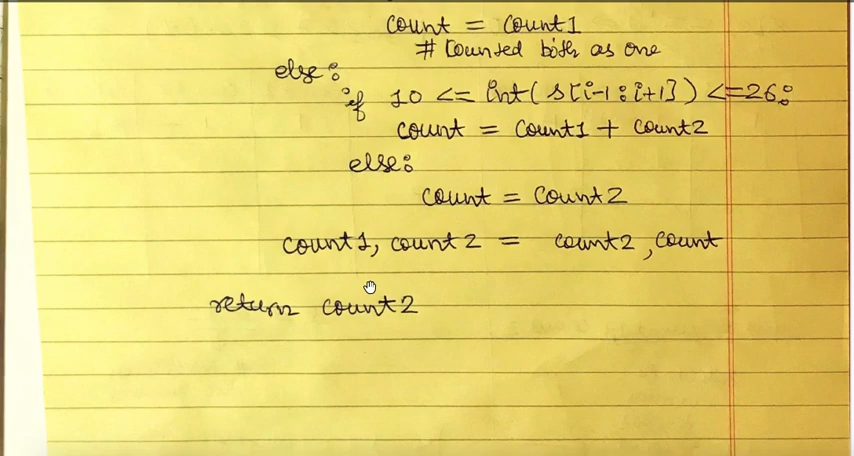 count = count1
# Counted both as one
else:
if 10 <= int(s[i-1:i+1]) <=26:
count = count1 + count2
else:
count = count2
count1, count2 = count2, count
return count2